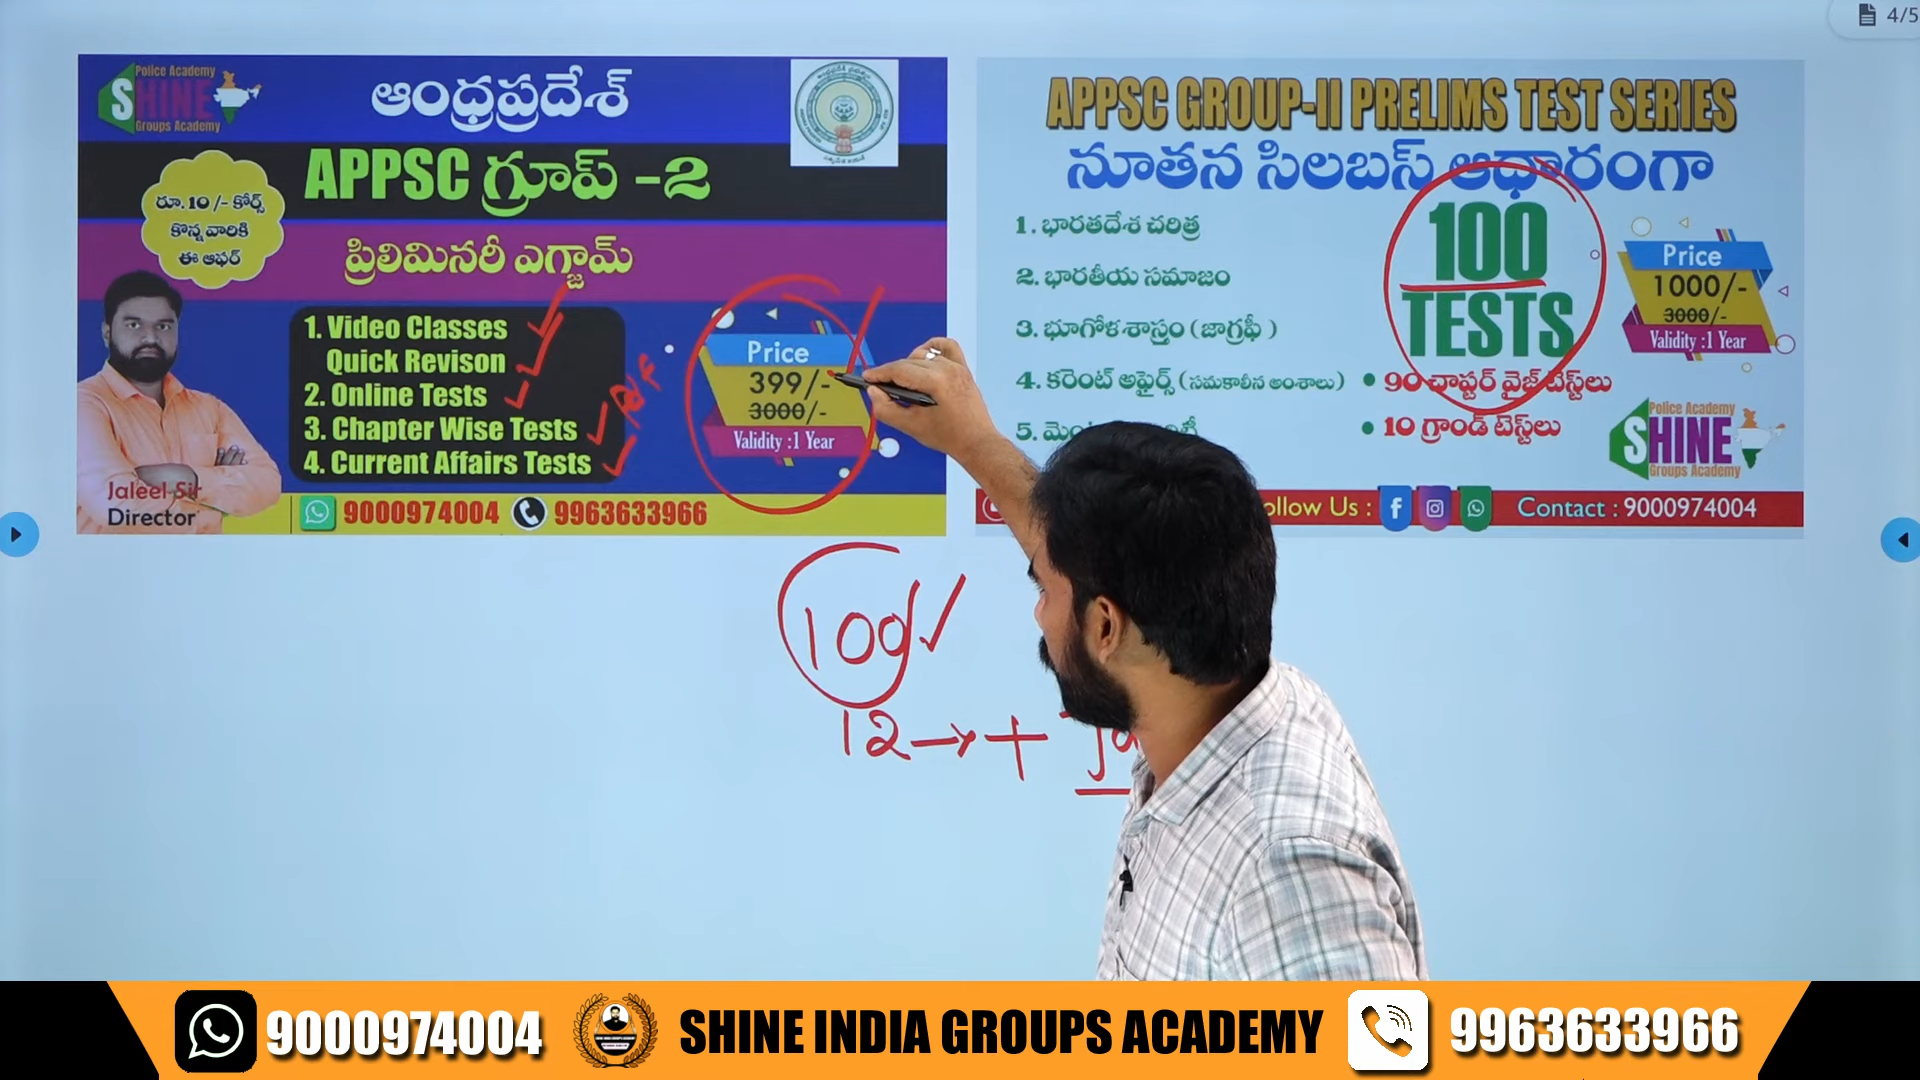 4/5
Police Academy
SHINE
Groups Academy
ఆంధ్రప్రదేశ్
APPSC గ్రూప్ -2
రూ. 10 /- కోర్స్
కొన్న వారికి
ఈ ఆఫర్
ప్రిలిమినరీ ఎగ్జామ్
1. Video Classes
Quick Revison
2. Online Tests
3. Chapter Wise Tests
4. Current Affairs Tests
Price
399/-
3000/-
Validity :1 Year
Jaleel Sir
Director
9000974004
9963633966
APPSC GROUP-II PRELIMS TEST SERIES
నూతన సిలబస్ ఆధారంగా
1. భారతదేశ చరిత్ర
2. భారతీయ సమాజం
3. భూగోళశాస్త్రం (జాగ్రఫీ )
4. కరెంట్ అఫైర్స్ (సమకాలీన అంశాలు)
5.
100
TESTS
Price
1000/-
3000/-
Validity :1 Year
• 90 చాప్టర్ వైజ్ టెస్ట్‌లు
• 10 గ్రాండ్ టెస్ట్‌లు
Police Academy
SHINE
Groups Academy
Follow Us :
Contact : 9000974004
100
12 → +
9000974004
SHINE INDIA GROUPS ACADEMY
9963633966